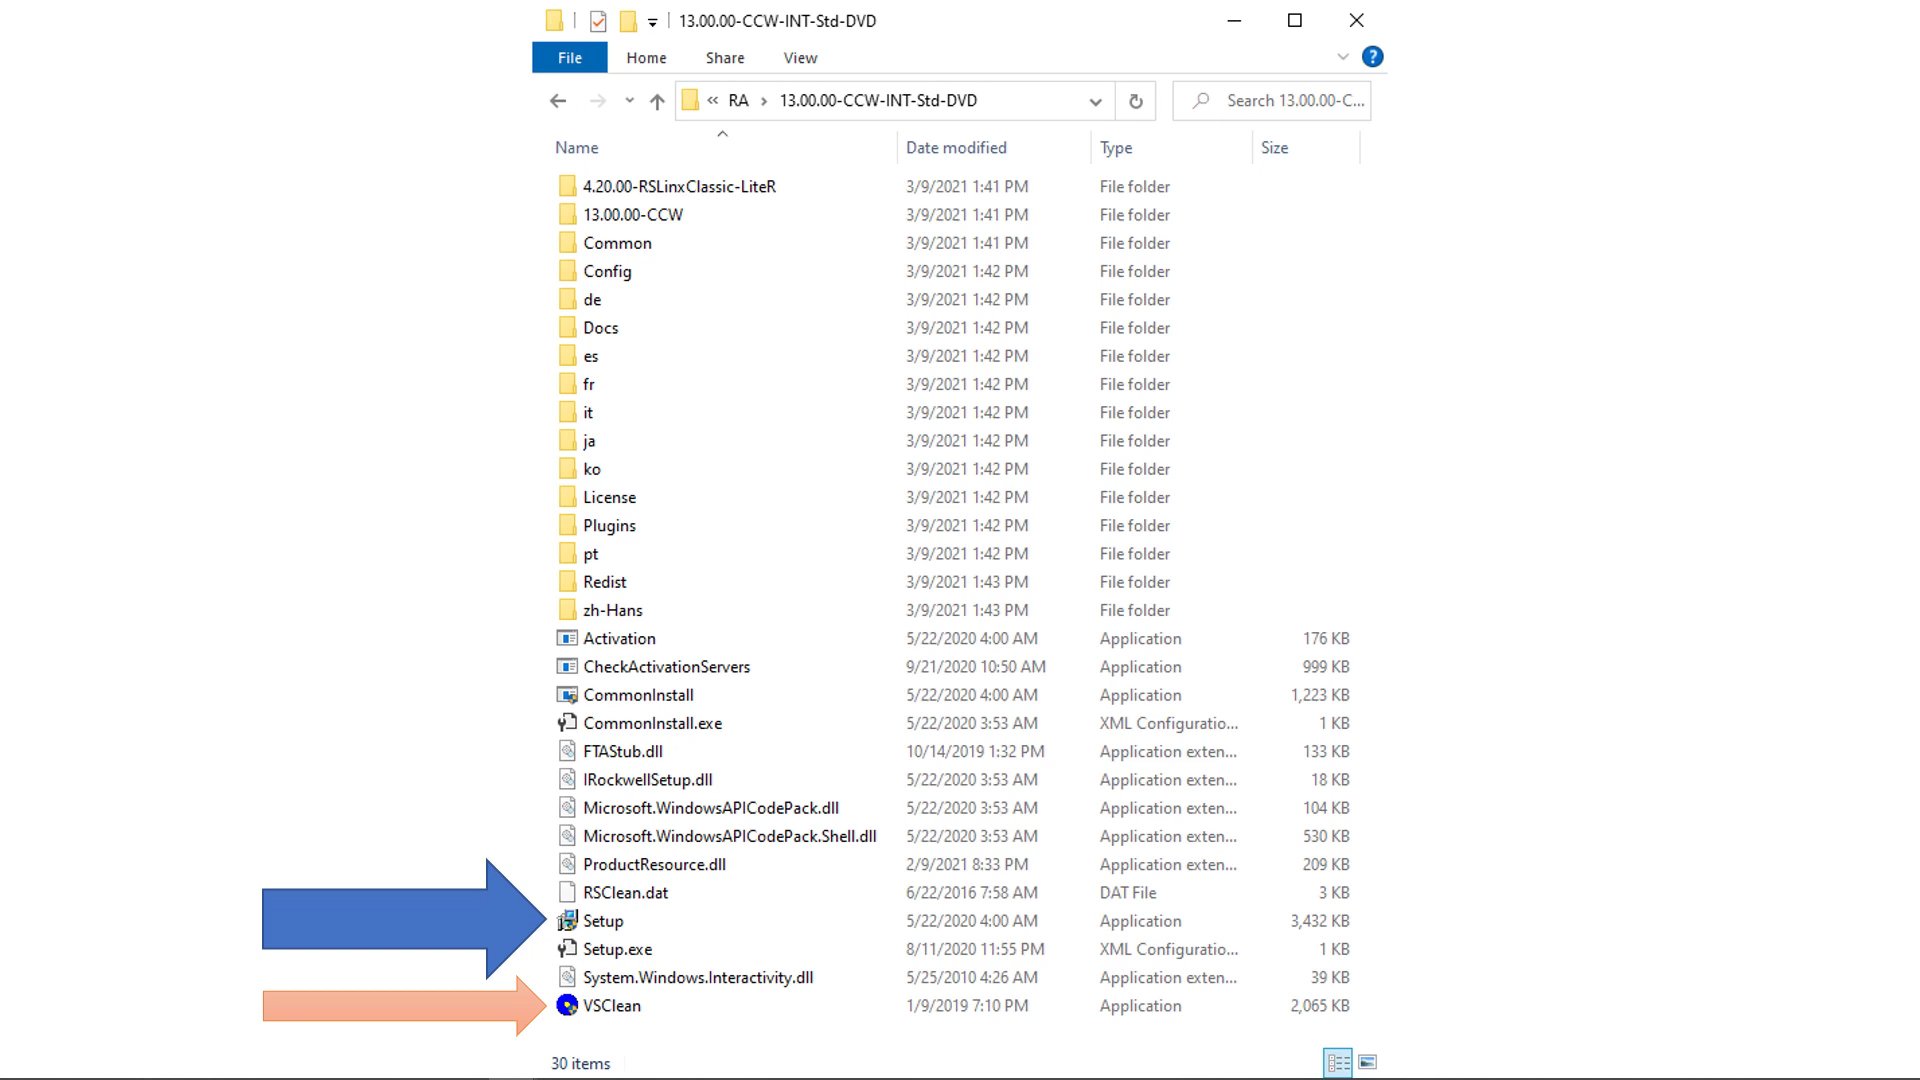 13.00.00-CCW-INT-Std-DVD
File Home Share View ?
« RA › 13.00.00-CCW-INT-Std-DVD Search 13.00.00-C...
Name Date modified Type Size
4.20.00-RSLinxClassic-LiteR 3/9/2021 1:41 PM File folder
13.00.00-CCW 3/9/2021 1:41 PM File folder
Common 3/9/2021 1:41 PM File folder
Config 3/9/2021 1:42 PM File folder
de 3/9/2021 1:42 PM File folder
Docs 3/9/2021 1:42 PM File folder
es 3/9/2021 1:42 PM File folder
fr 3/9/2021 1:42 PM File folder
it 3/9/2021 1:42 PM File folder
ja 3/9/2021 1:42 PM File folder
ko 3/9/2021 1:42 PM File folder
License 3/9/2021 1:42 PM File folder
Plugins 3/9/2021 1:42 PM File folder
pt 3/9/2021 1:42 PM File folder
Redist 3/9/2021 1:43 PM File folder
zh-Hans 3/9/2021 1:43 PM File folder
Activation 5/22/2020 4:00 AM Application 176 KB
CheckActivationServers 9/21/2020 10:50 AM Application 999 KB
CommonInstall 5/22/2020 4:00 AM Application 1,223 KB
CommonInstall.exe 5/22/2020 3:53 AM XML Configuratio... 1 KB
FTAStub.dll 10/14/2019 1:32 PM Application exten... 133 KB
IRockwellSetup.dll 5/22/2020 3:53 AM Application exten... 18 KB
Microsoft.WindowsAPICodePack.dll 5/22/2020 3:53 AM Application exten... 104 KB
Microsoft.WindowsAPICodePack.Shell.dll 5/22/2020 3:53 AM Application exten... 530 KB
ProductResource.dll 2/9/2021 8:33 PM Application exten... 209 KB
RSClean.dat 6/22/2016 7:58 AM DAT File 3 KB
Setup 5/22/2020 4:00 AM Application 3,432 KB
Setup.exe 8/11/2020 11:55 PM XML Configuratio... 1 KB
System.Windows.Interactivity.dll 5/25/2010 4:26 AM Application exten... 39 KB
VSClean 1/9/2019 7:10 PM Application 2,065 KB
30 items